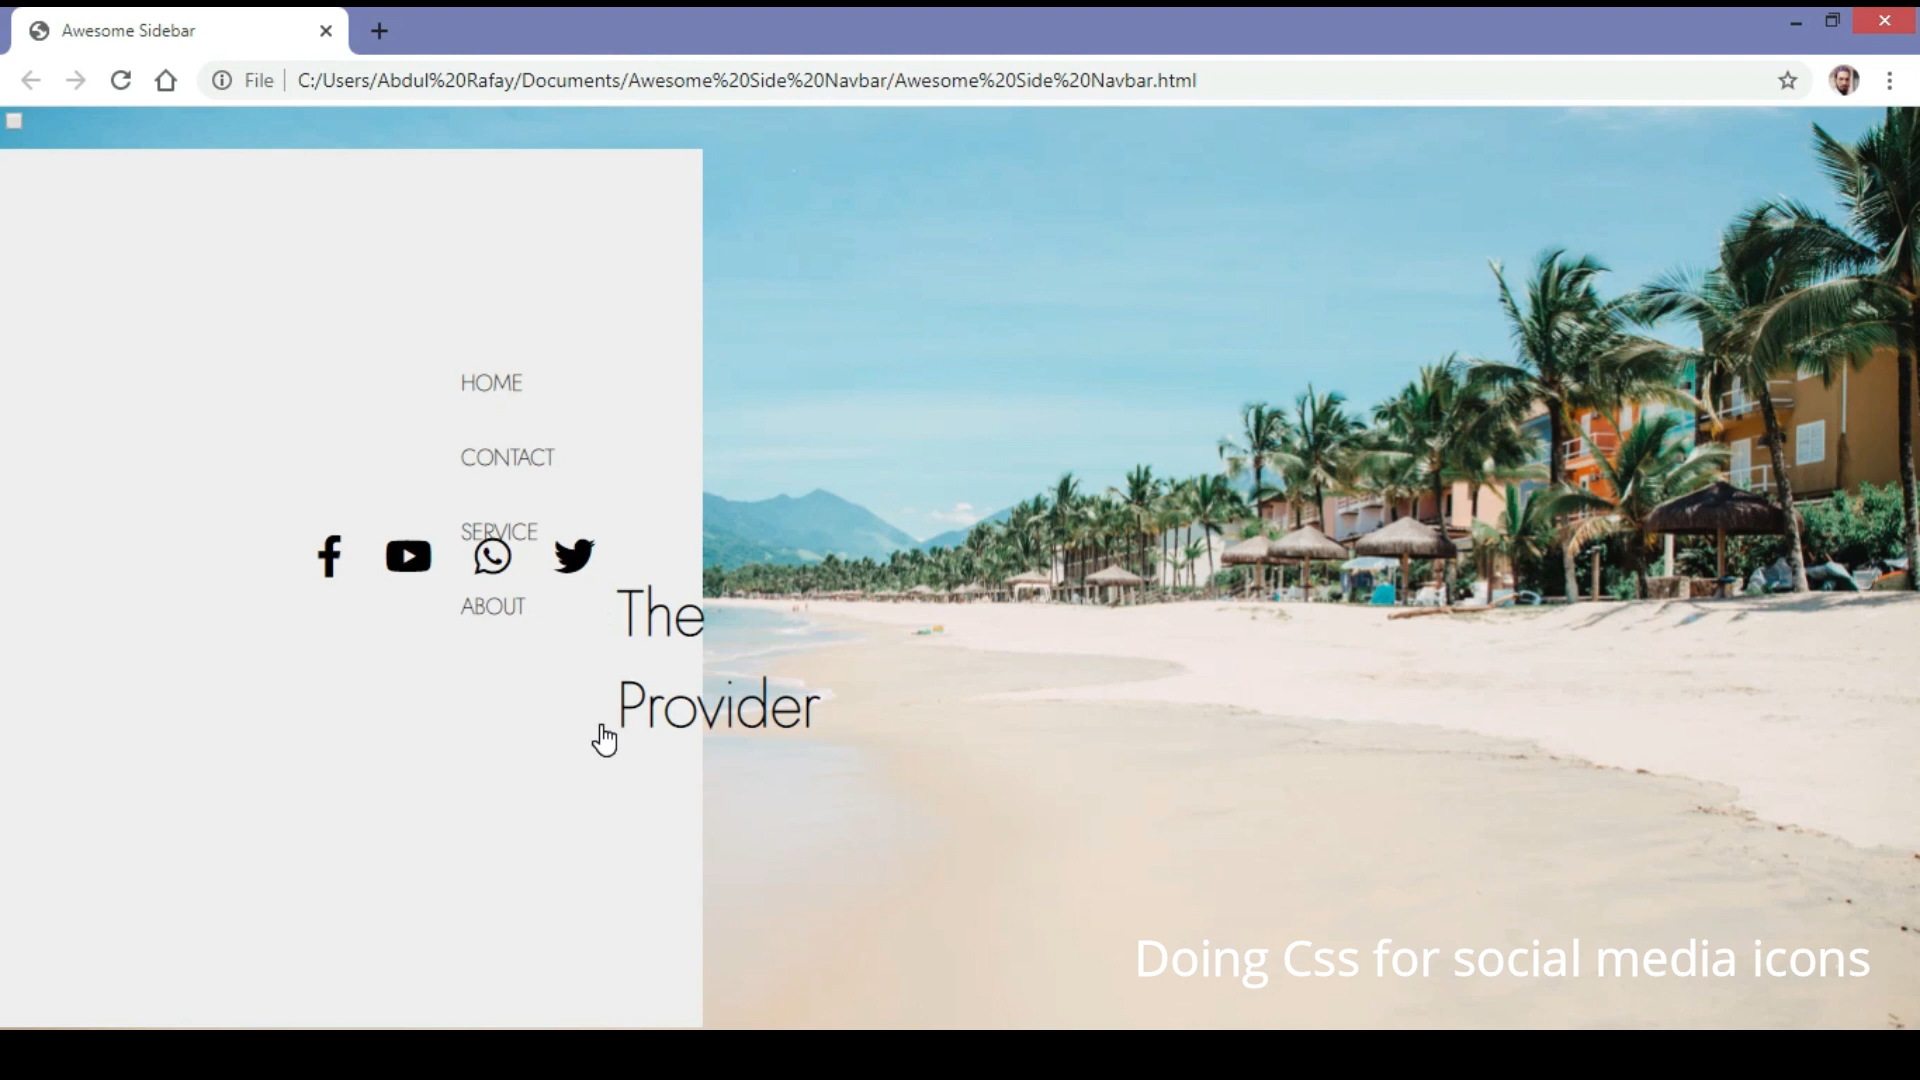 Awesome Sidebar
File
C:/Users/Abdul%20Rafay/Documents/Awesome%20Side%20Navbar/Awesome%20Side%20Navbar.html
HOME
CONTACT
SERVICE
ABOUT
The
Provider
Doing Css for social media icons